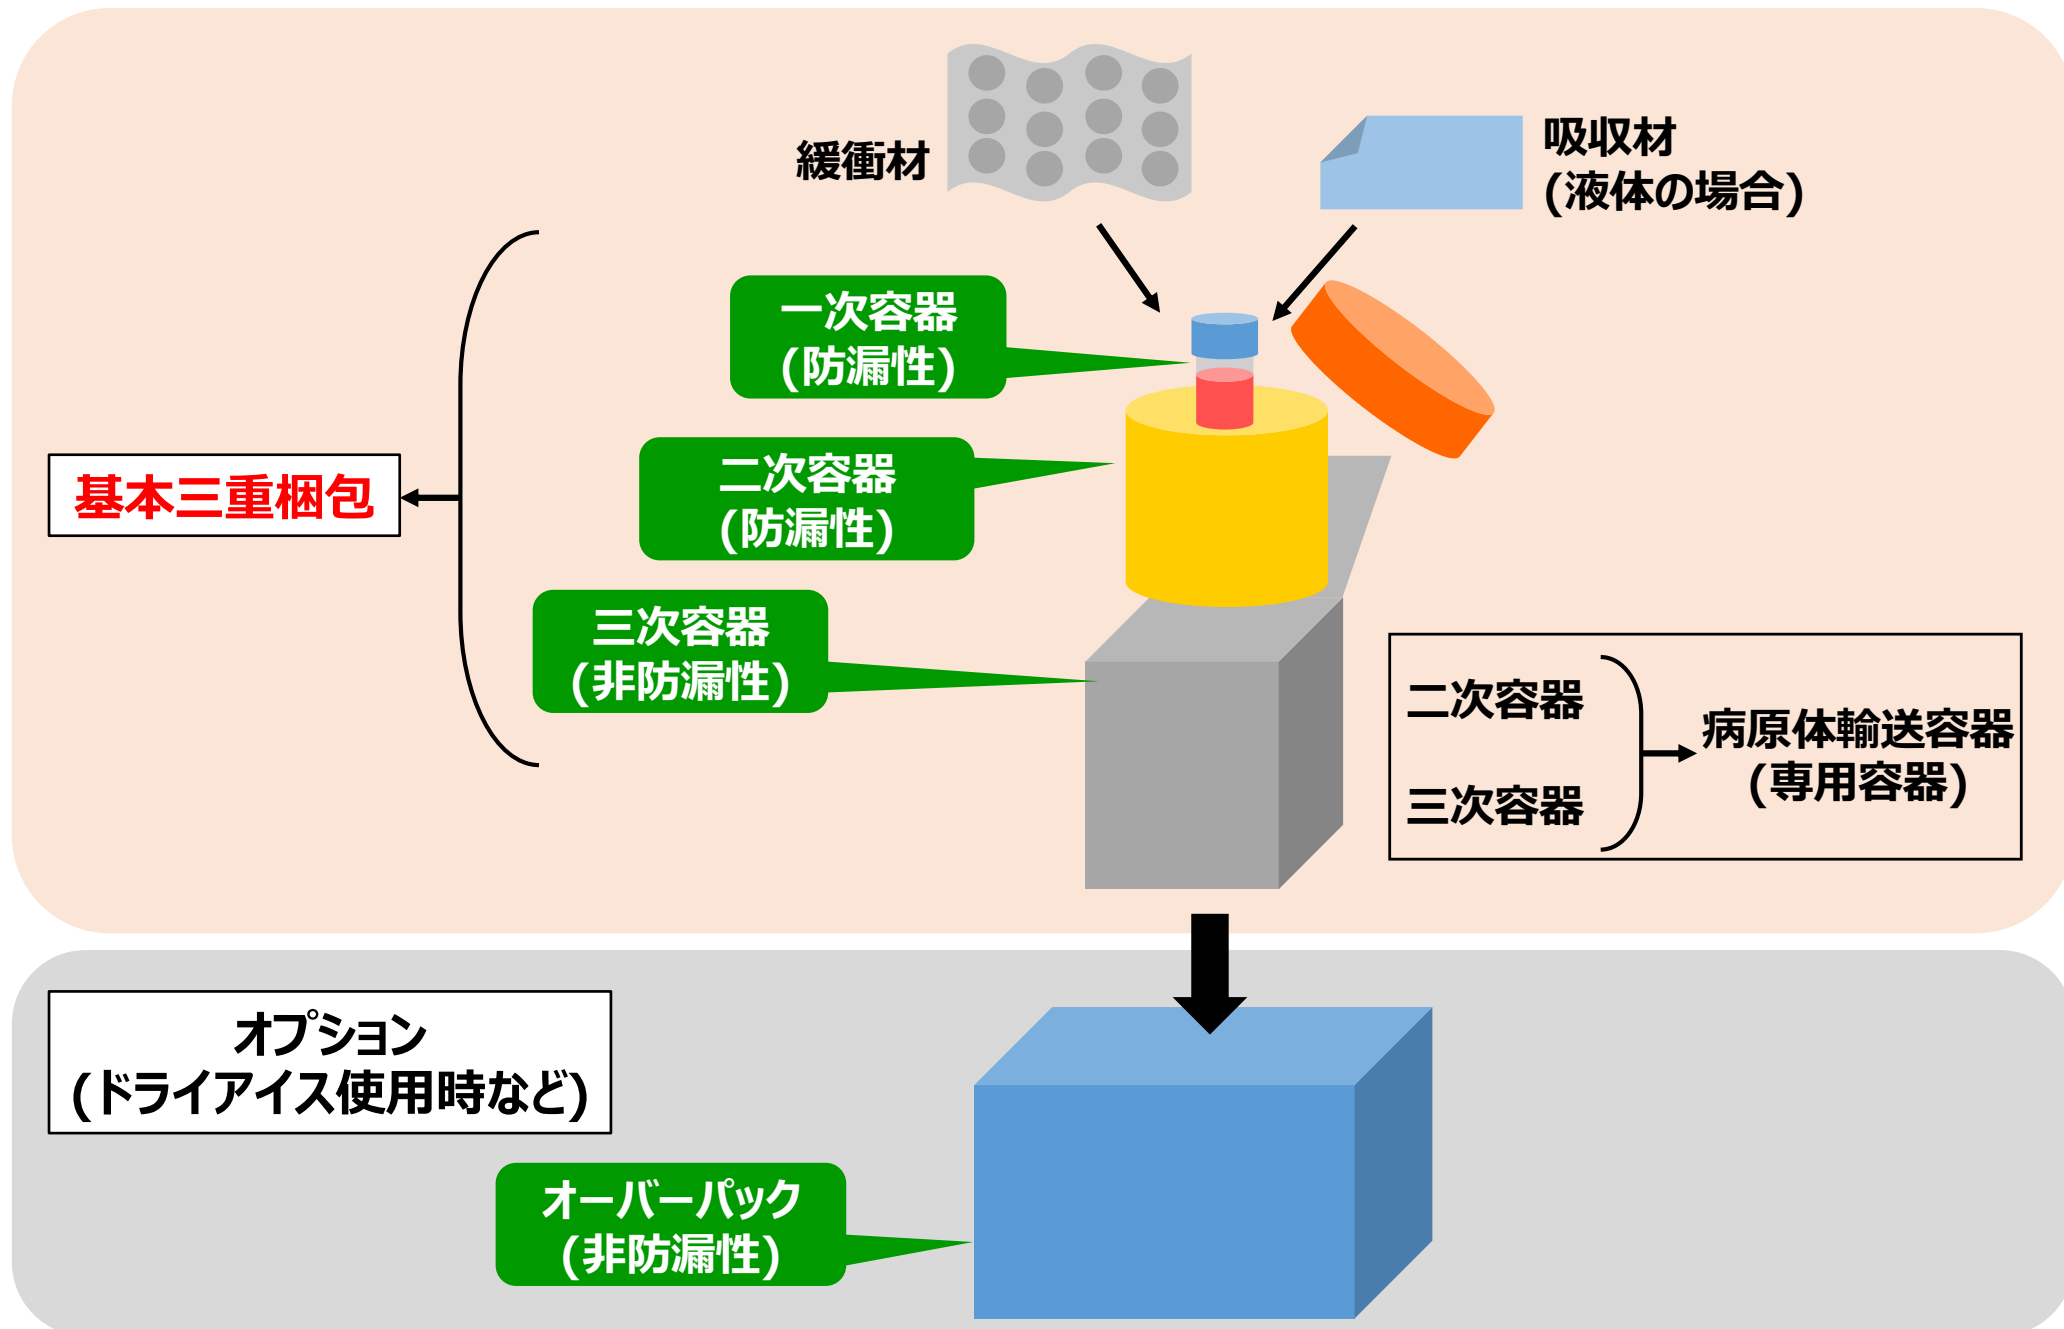 緩衝材
吸収材
(液体の場合)
一次容器
(防漏性)
二次容器
(防漏性)
基本三重梱包
三次容器
(非防漏性)
二次容器
三次容器
病原体輸送容器
(専用容器)
オプション
(ドライアイス使用時など)
オーバーパック
(非防漏性)